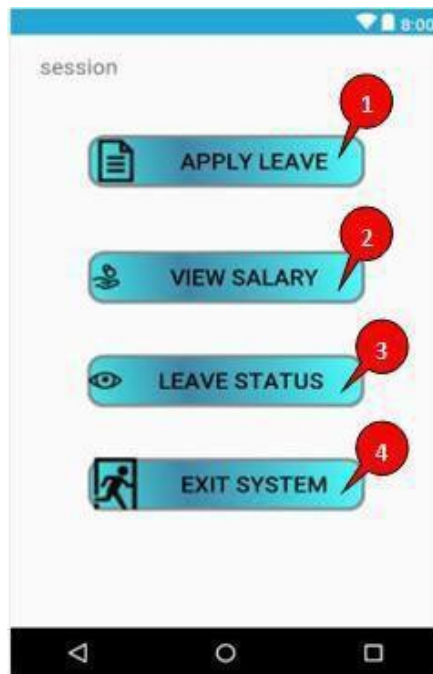 8:00
session
1
APPLY LEAVE
2
VIEW SALARY
3
LEAVE STATUS
4
EXIT SYSTEM